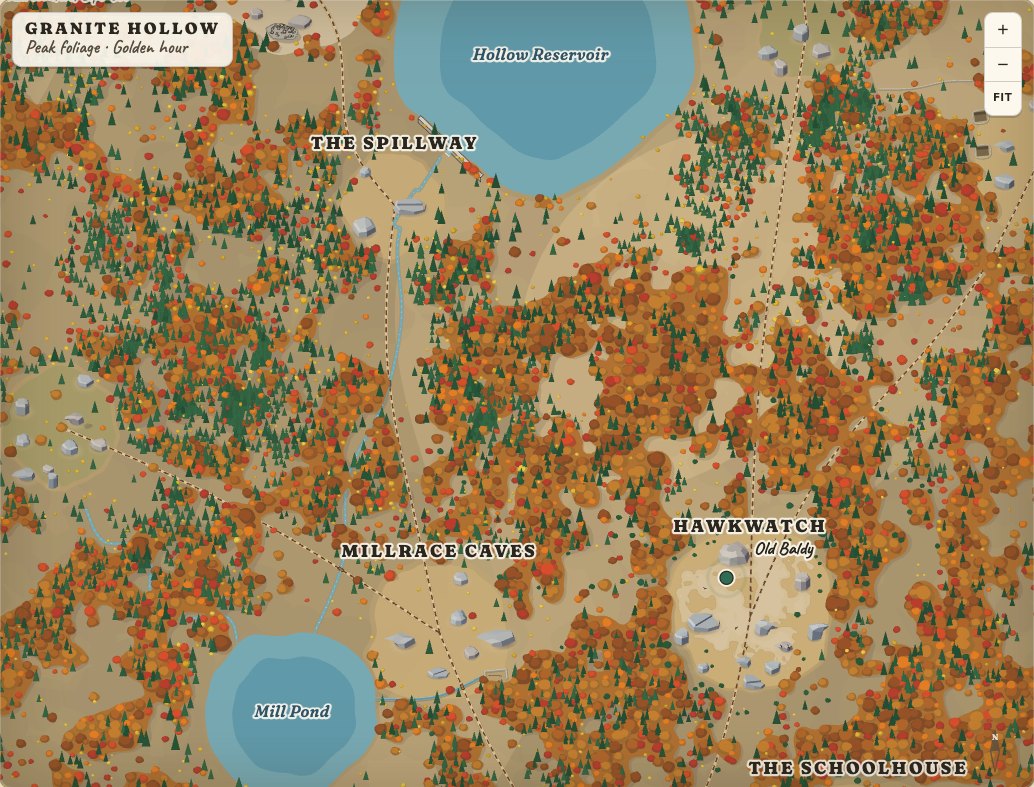 GRANITE HOLLOW
Peak foliage · Golden hour
Hollow Reservoir
+
−
FIT
THE SPILLWAY
HAWKWATCH
Old Baldy
MILLRACE CAVES
Mill Pond
N
THE SCHOOLHOUSE